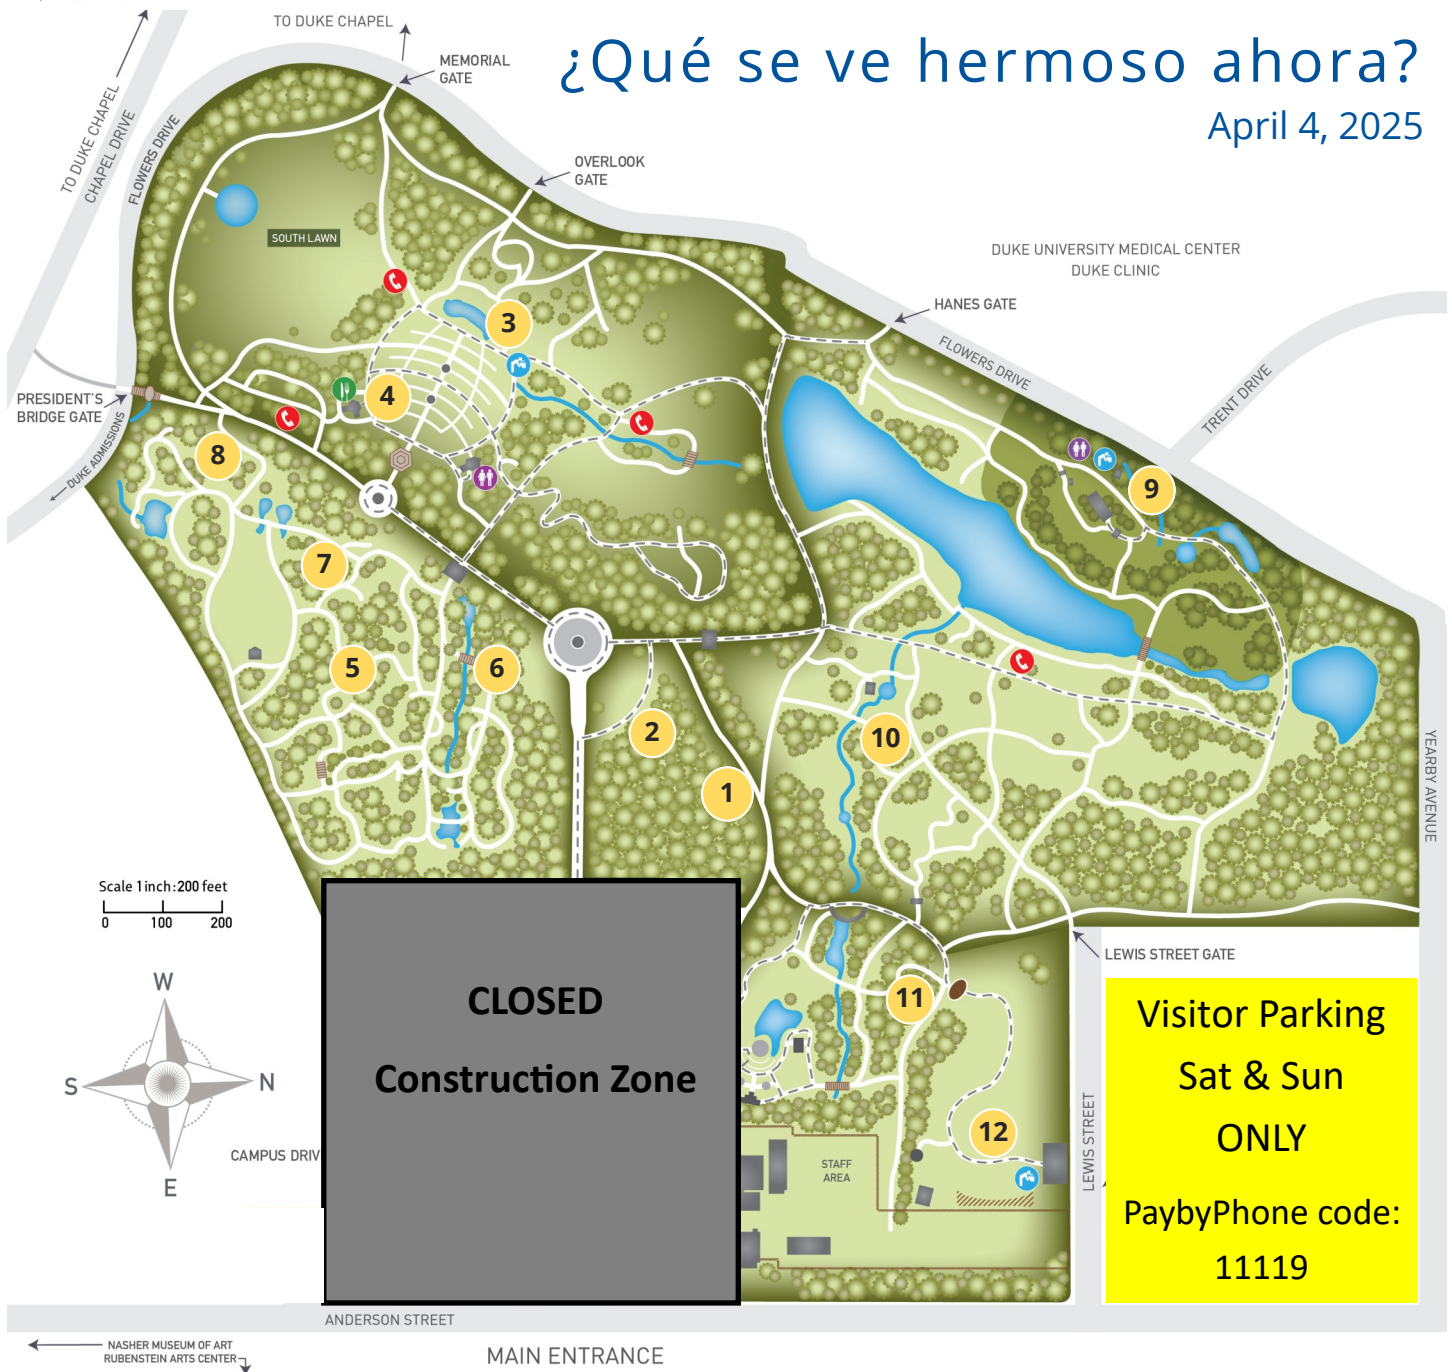 TO DUKE CHAPEL
¿Qué se ve hermoso ahora?
April 4, 2025
MEMORIAL
GATE
TO DUKE CHAPEL
CHAPEL DRIVE
FLOWERS DRIVE
OVERLOOK
GATE
SOUTH LAWN
DUKE UNIVERSITY MEDICAL CENTER
DUKE CLINIC
HANES GATE
3
FLOWERS DRIVE
TRENT DRIVE
PRESIDENT'S
BRIDGE GATE
4
DUKE ADMISSIONS
8
9
7
5
6
2
10
1
YEARBY AVENUE
Scale 1 inch: 200 feet
0 100 200
LEWIS STREET GATE
W
S
N
E
CLOSED
Construction Zone
11
Visitor Parking
Sat & Sun
ONLY
PaybyPhone code:
11119
12
LEWIS STREET
CAMPUS DRIV
STAFF
AREA
ANDERSON STREET
NASHER MUSEUM OF ART
RUBENSTEIN ARTS CENTER
MAIN ENTRANCE